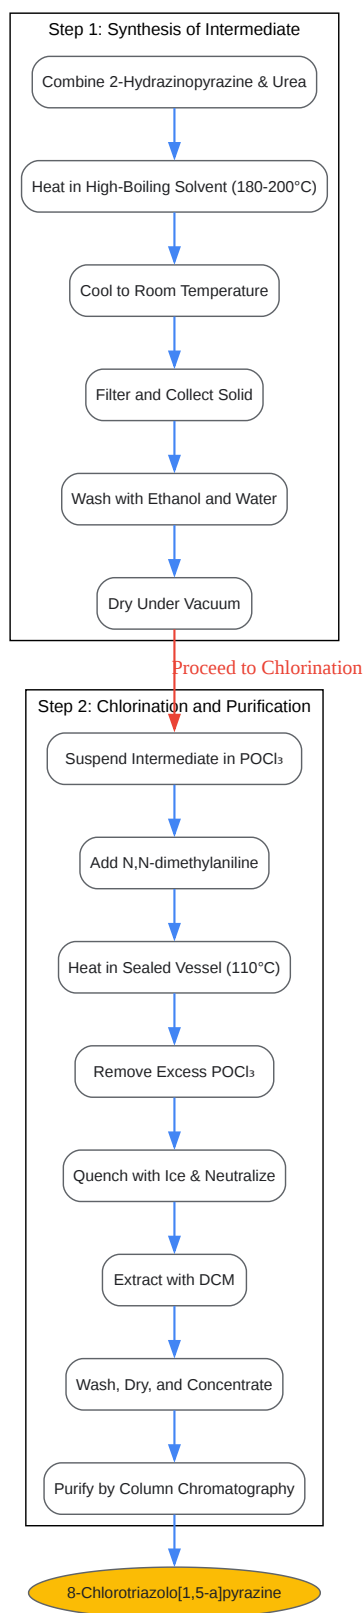 Step 1: Synthesis of Intermediate
Combine 2-Hydrazinopyrazine & Urea
Heat in High-Boiling Solvent (180-200°C)
Cool to Room Temperature
Filter and Collect Solid
Wash with Ethanol and Water
Dry Under Vacuum
Proceed to Chlorination
Step 2: Chlorination and Purification
Suspend Intermediate in POCl₃
Add N,N-dimethylaniline
Heat in Sealed Vessel (110°C)
Remove Excess POCl₃
Quench with Ice & Neutralize
Extract with DCM
Wash, Dry, and Concentrate
Purify by Column Chromatography
8-Chlorotriazolo[1,5-a]pyrazine